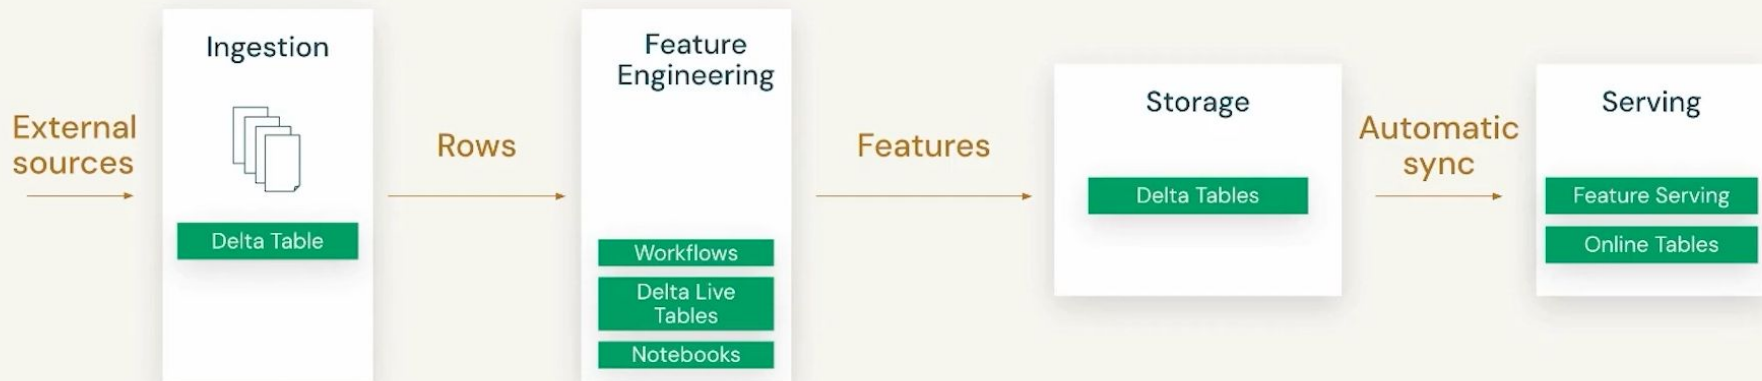 External
sources
Ingestion
Delta Table
Rows
Feature
Engineering
Workflows
Delta Live
Tables
Notebooks
Features
Storage
Delta Tables
Automatic
sync
Serving
Feature Serving
Online Tables